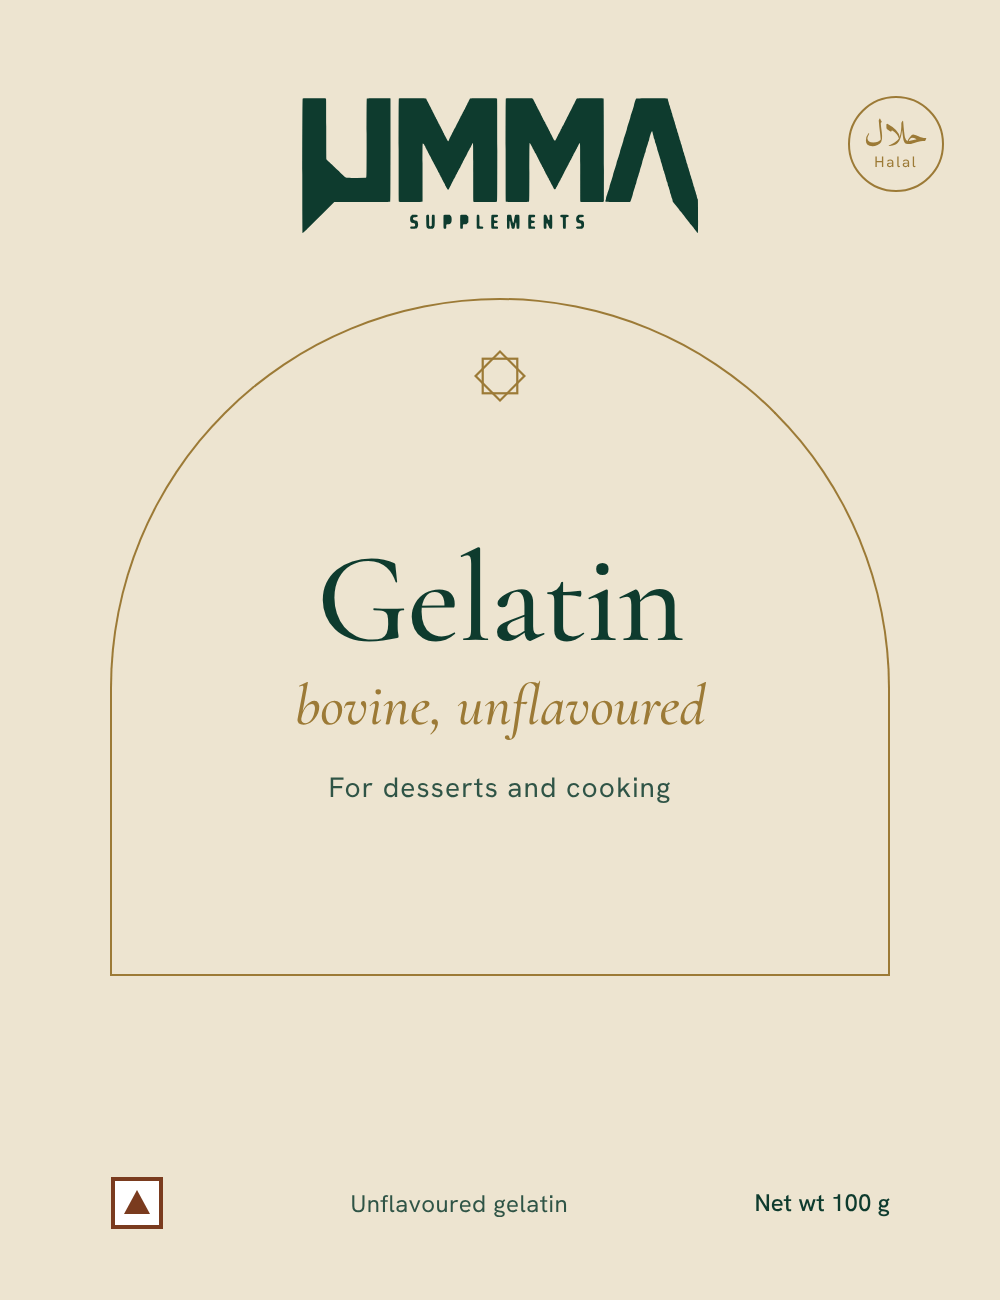 UMMA
SUPPLEMENTS
حلال
Halal
Gelatin
bovine, unflavoured
For desserts and cooking
Unflavoured gelatin
Net wt 100 g